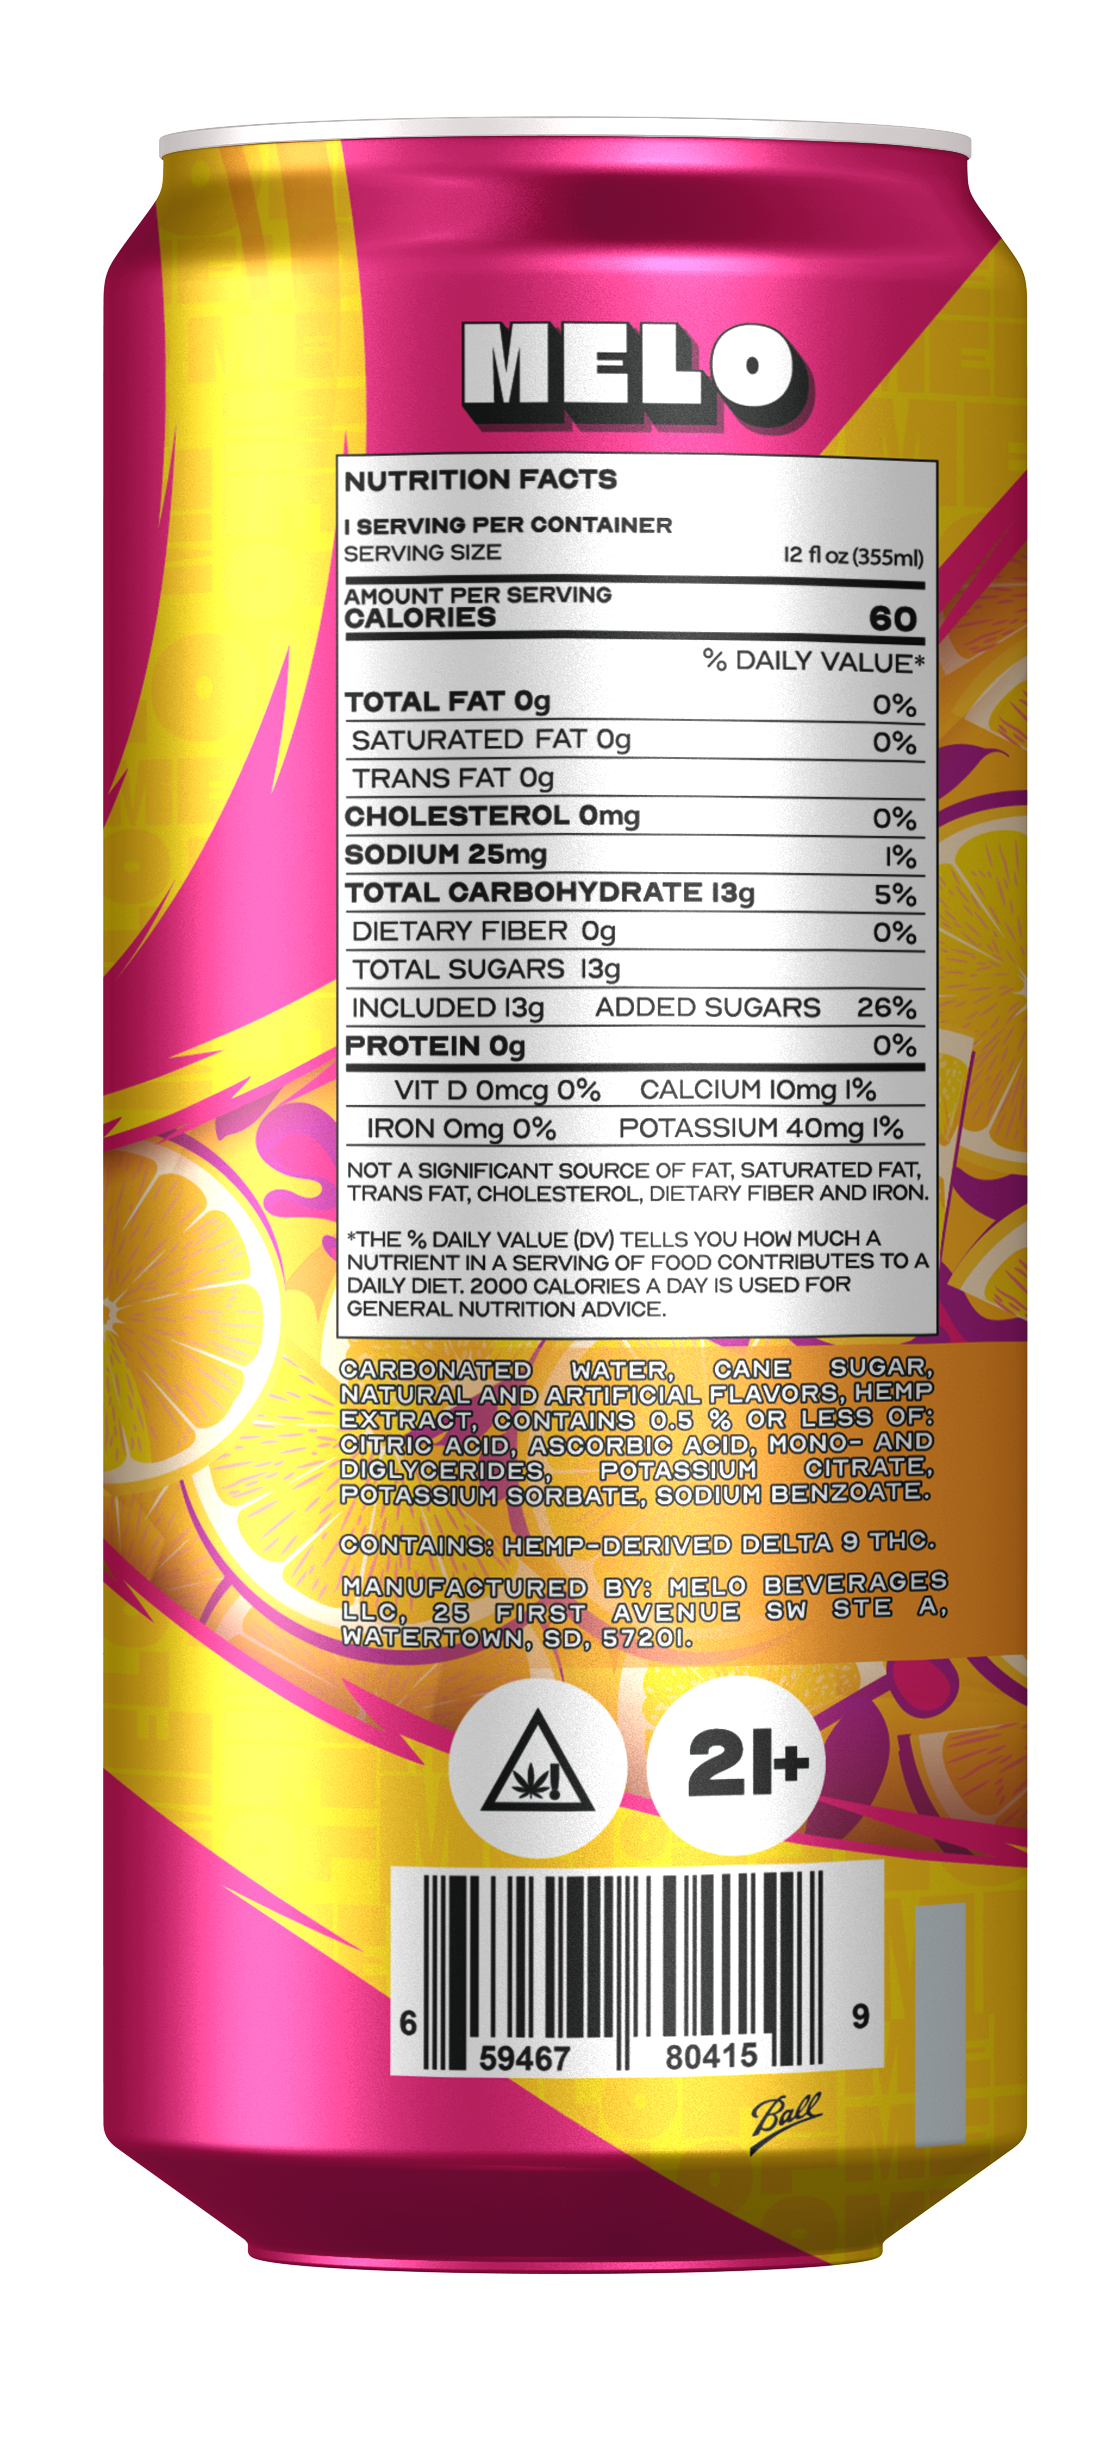 MELO
NUTRITION FACTS
1 SERVING PER CONTAINER
SERVING SIZE 12 fl oz (355ml)
AMOUNT PER SERVING
CALORIES 60
% DAILY VALUE*
TOTAL FAT 0g 0%
SATURATED FAT 0g 0%
TRANS FAT 0g
CHOLESTEROL 0mg 0%
SODIUM 25mg 1%
TOTAL CARBOHYDRATE 13g 5%
DIETARY FIBER 0g 0%
TOTAL SUGARS 13g
INCLUDED 13g ADDED SUGARS 26%
PROTEIN 0g 0%
VIT D 0mcg 0% CALCIUM 10mg 1%
IRON 0mg 0% POTASSIUM 40mg 1%
NOT A SIGNIFICANT SOURCE OF FAT, SATURATED FAT,
TRANS FAT, CHOLESTEROL, DIETARY FIBER AND IRON.
*THE % DAILY VALUE (DV) TELLS YOU HOW MUCH A
NUTRIENT IN A SERVING OF FOOD CONTRIBUTES TO A
DAILY DIET. 2000 CALORIES A DAY IS USED FOR
GENERAL NUTRITION ADVICE.
CARBONATED WATER, CANE SUGAR,
NATURAL AND ARTIFICIAL FLAVORS, HEMP
EXTRACT, CONTAINS 0.5 % OR LESS OF:
CITRIC ACID, ASCORBIC ACID, MONO- AND
DIGLYCERIDES, POTASSIUM CITRATE,
POTASSIUM SORBATE, SODIUM BENZOATE.
CONTAINS: HEMP-DERIVED DELTA 9 THC.
MANUFACTURED BY: MELO BEVERAGES
LLC, 25 FIRST AVENUE SW STE A,
WATERTOWN, SD, 57201.
!
21+
6 59467 80415 9
Ball